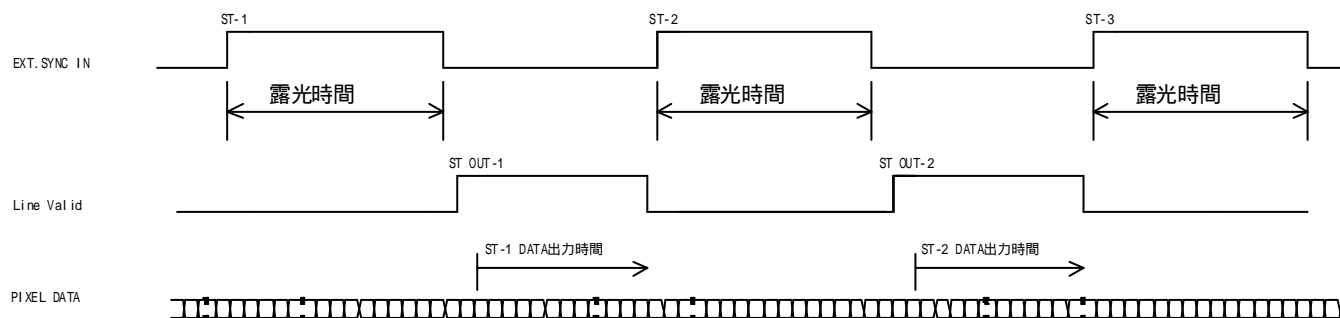 ST-1 ST-2 ST-3
EXT.SYNC IN
露光時間 露光時間 露光時間
ST OUT-1 ST OUT-2
Line Valid
ST-1 DATA出力時間 ST-2 DATA出力時間
PIXEL DATA